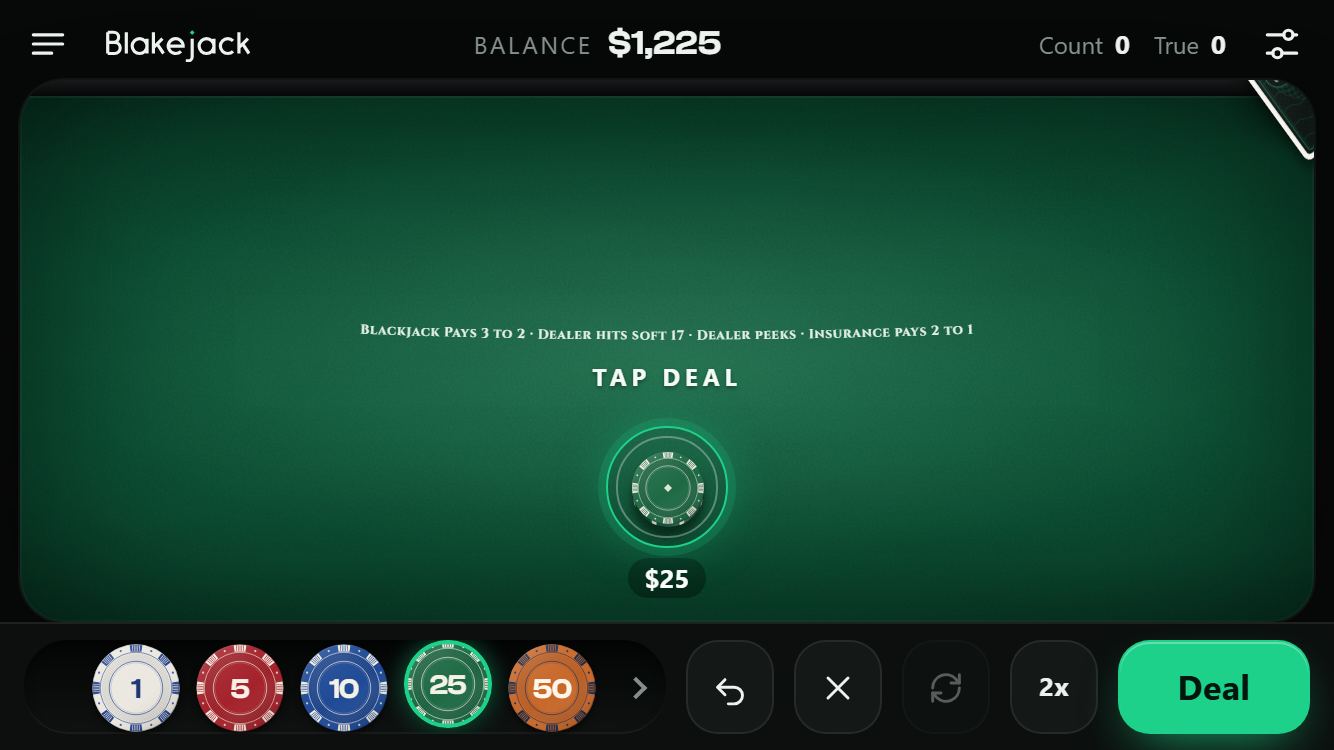 Blakejack
BALANCE $1,225
Count 0 True 0
Blackjack Pays 3 to 2 · Dealer hits soft 17 · Dealer peeks · Insurance pays 2 to 1
TAP DEAL
$25
1 5 10 25 50
2x
Deal